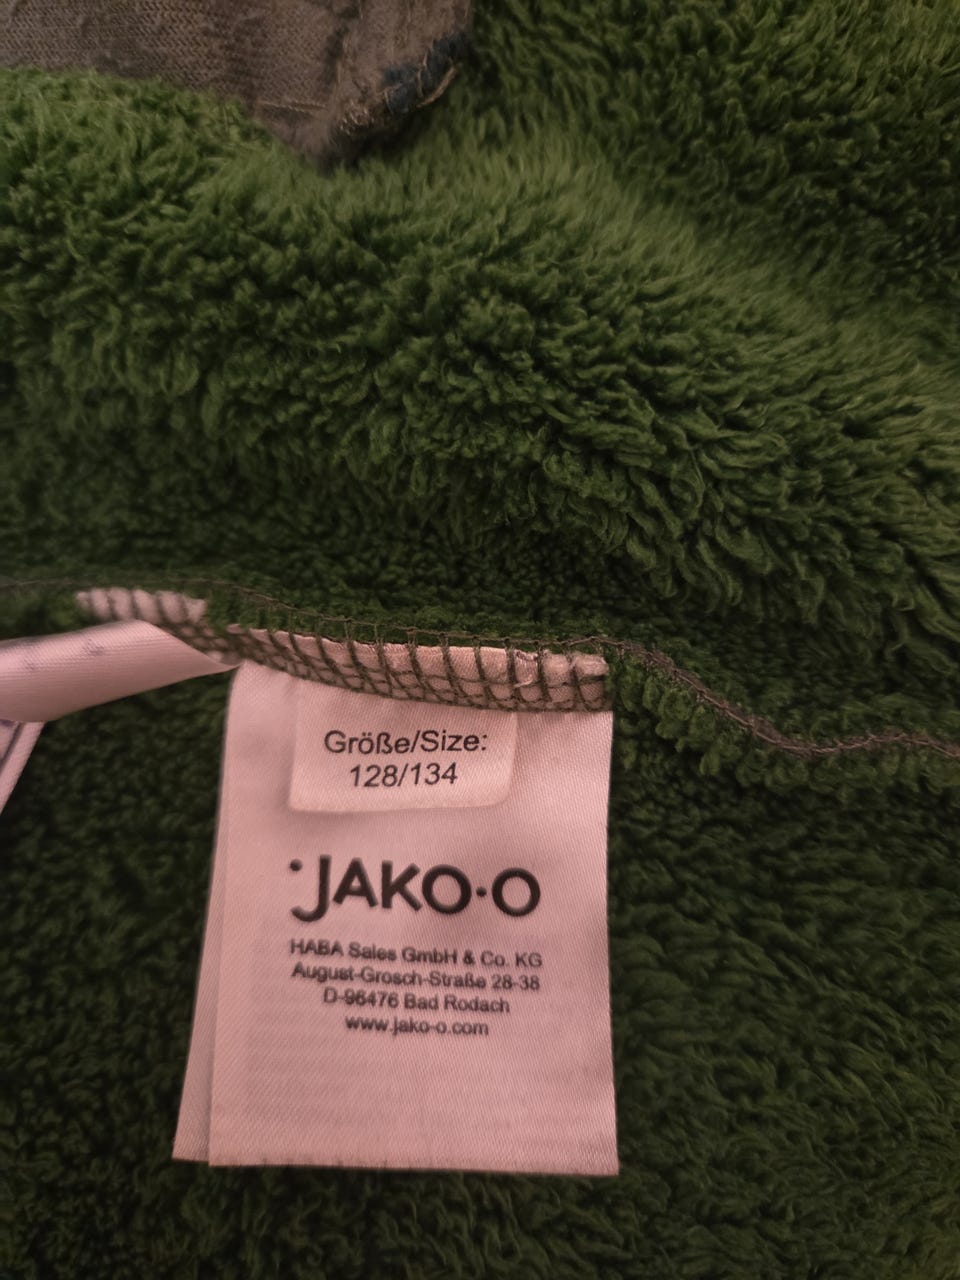 Größe/Size:
128/134
JAKO·O
HABA Sales GmbH & Co. KG
August-Grosch-Straße 28-38
D-96476 Bad Rodach
www.jako-o.com